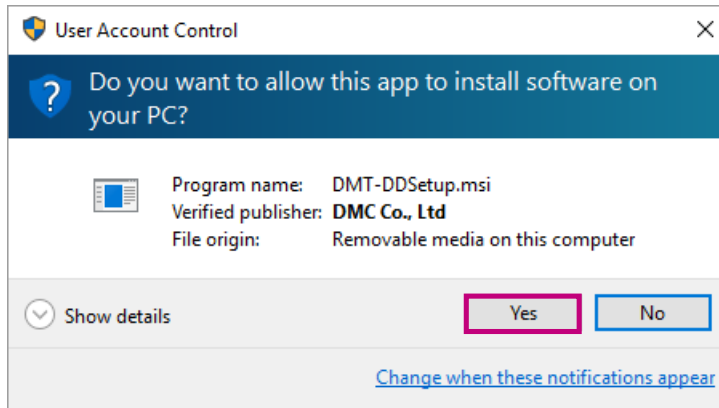 User Account Control
Do you want to allow this app to install software on
your PC?
Program name: DMT-DDSetup.msi
Verified publisher: DMC Co., Ltd
File origin: Removable media on this computer
Show details
Yes
No
Change when these notifications appear